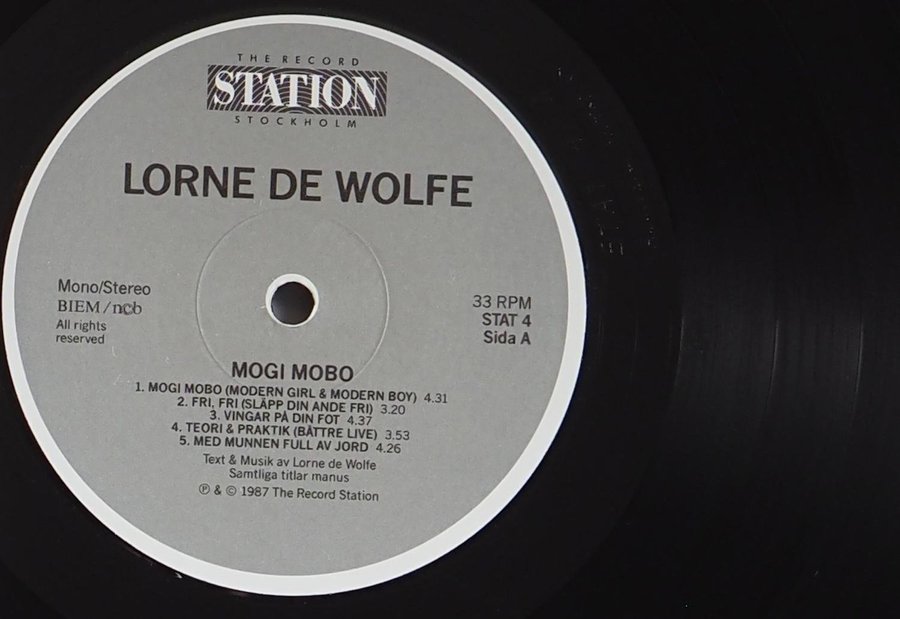 THE RECORD
STATION
STOCKHOLM
LORNE DE WOLFE
Mono/Stereo
BIEM/ncb
All rights
reserved
33 RPM
STAT 4
Sida A
MOGI MOBO
1. MOGI MOBO (MODERN GIRL & MODERN BOY) 4.31
2. FRI, FRI (SLÄPP DIN ANDE FRI) 3.20
3. VINGAR PÅ DIN FOT 4.37
4. TEORI & PRAKTIK (BÄTTRE LIVE) 3.53
5. MED MUNNEN FULL AV JORD 4.26
Text & Musik av Lorne de Wolfe
Samtliga titlar manus
℗ & © 1987 The Record Station